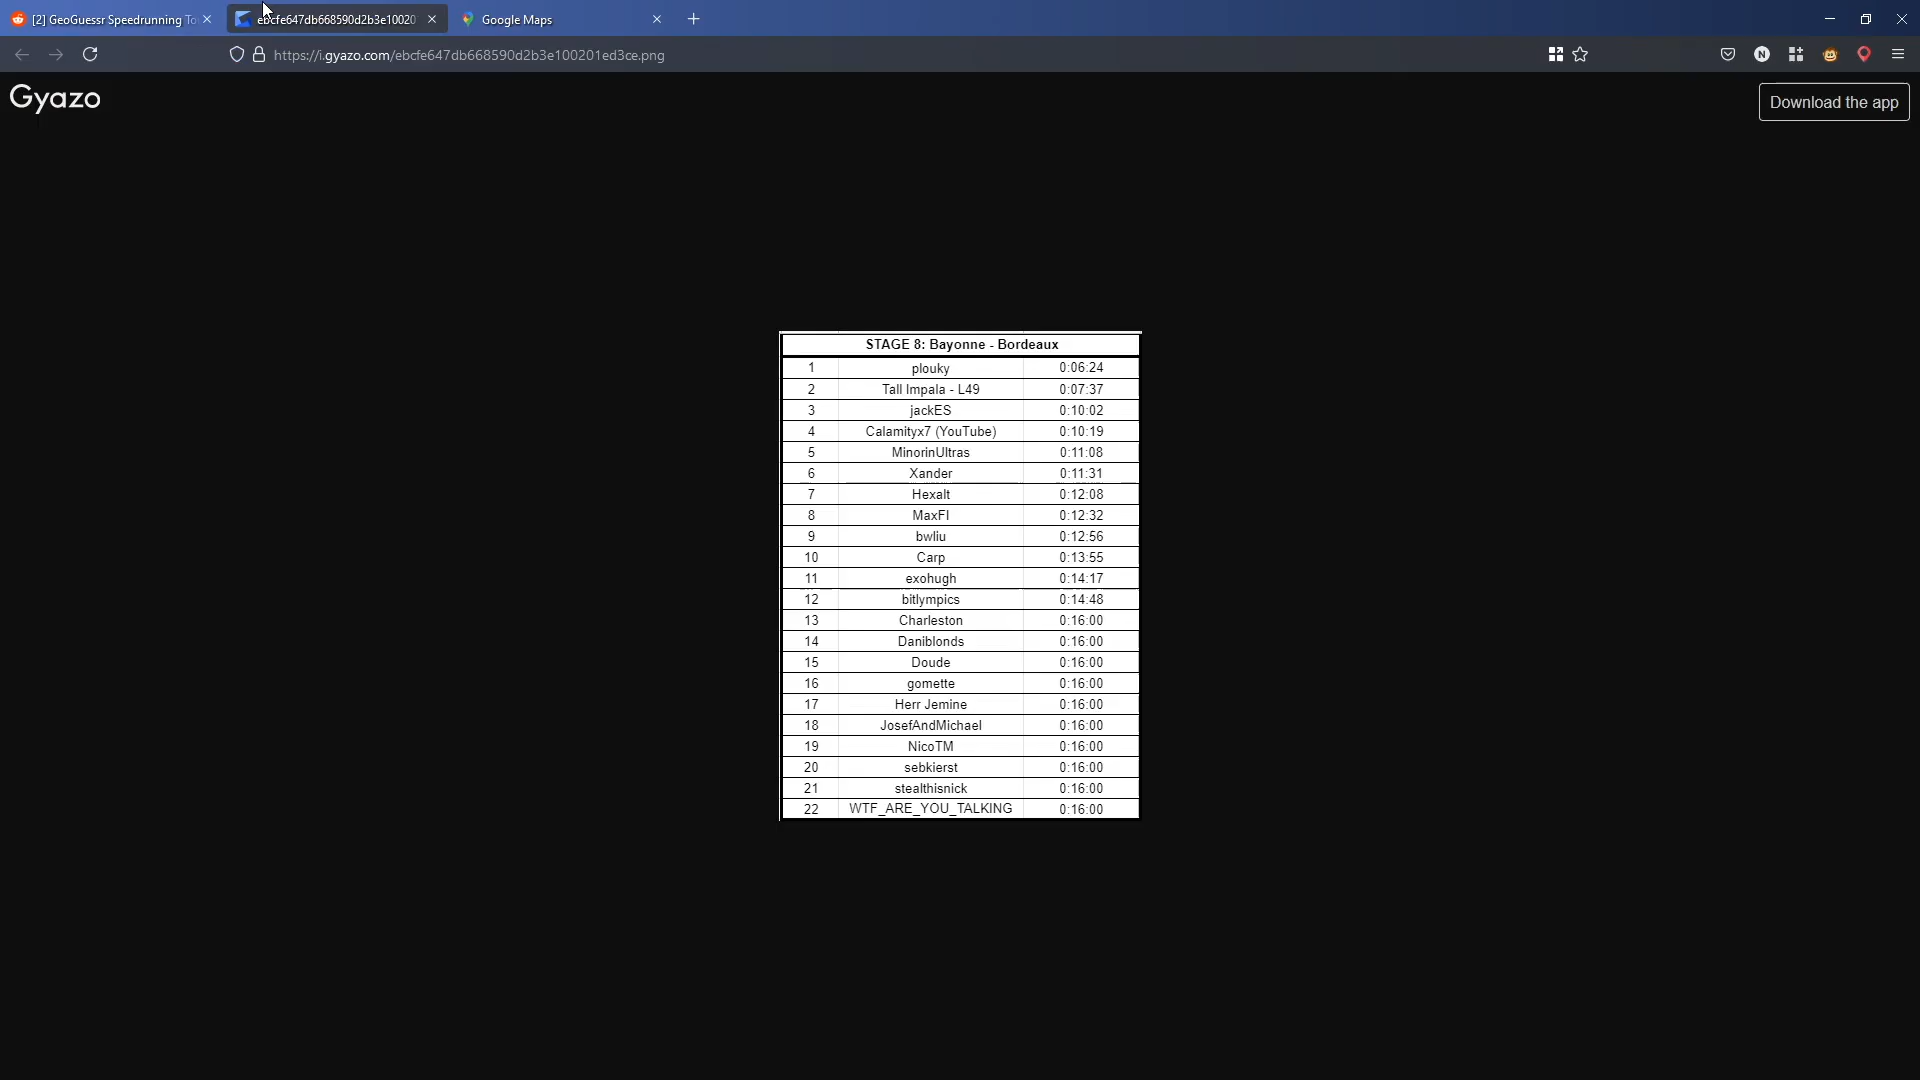 [2] GeoGuessr Speedrunning To
ebcfe647db668590d2b3e10020
Google Maps
https://i.gyazo.com/ebcfe647db668590d2b3e100201ed3ce.png
N
Gyazo
Download the app
STAGE 8: Bayonne - Bordeaux
1 plouky 0:06:24
2 Tall Impala - L49 0:07:37
3 jackES 0:10:02
4 Calamityx7 (YouTube) 0:10:19
5 MinorinUltras 0:11:08
6 Xander 0:11:31
7 Hexalt 0:12:08
8 MaxFl 0:12:32
9 bwliu 0:12:56
10 Carp 0:13:55
11 exohugh 0:14:17
12 bitlympics 0:14:48
13 Charleston 0:16:00
14 Daniblonds 0:16:00
15 Doude 0:16:00
16 gomette 0:16:00
17 Herr Jemine 0:16:00
18 JosefAndMichael 0:16:00
19 NicoTM 0:16:00
20 sebkierst 0:16:00
21 stealthisnick 0:16:00
22 WTF_ARE_YOU_TALKING 0:16:00